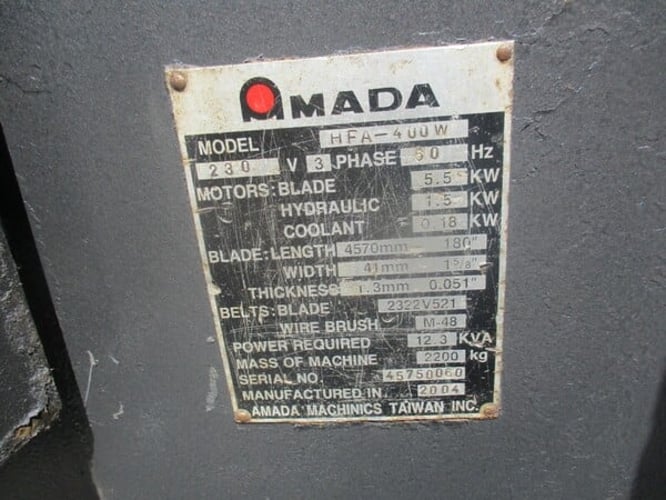 AMADA
MODEL HFA-400W
230 V 3 PHASE 60 Hz
MOTORS: BLADE 5.5 KW
HYDRAULIC 1.5 KW
COOLANT 0.18 KW
BLADE: LENGTH 4570mm 180"
WIDTH 41mm 1 5/8"
THICKNESS 1.3mm 0.051"
BELTS: BLADE 2322V521
WIRE BRUSH M-48
POWER REQUIRED 12.3 KVA
MASS OF MACHINE 2200 kg
SERIAL NO. 45750060
MANUFACTURED IN 2004
AMADA MACHINICS TAIWAN INC.